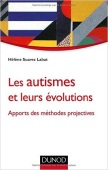 Hélène Suarez Labat
Les autismes
et leurs évolutions
Apports des méthodes projectives
DUNOD